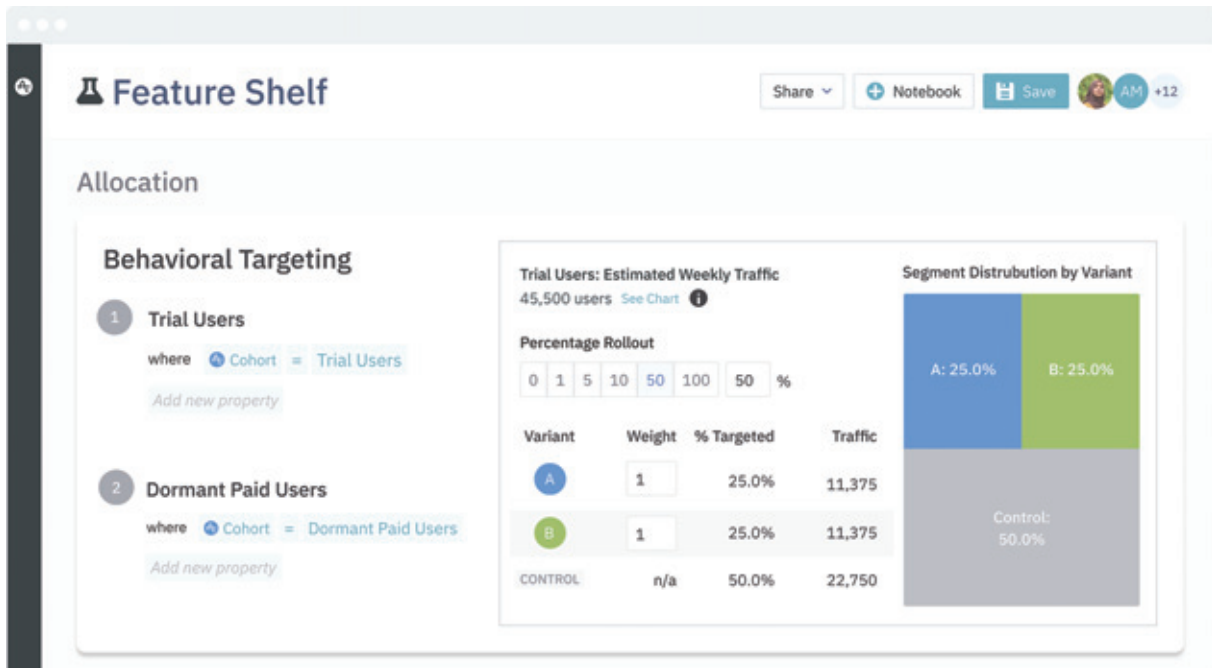 Feature Shelf
Share
Notebook
Save
AM
+12
Allocation
Behavioral Targeting
1
Trial Users
where Cohort = Trial Users
Add new property
2
Dormant Paid Users
where Cohort = Dormant Paid Users
Add new property
Trial Users: Estimated Weekly Traffic
45,500 users See Chart i
Percentage Rollout
0 1 5 10 50 100 50 %
Variant Weight % Targeted Traffic
A 1 25.0% 11,375
B 1 25.0% 11,375
CONTROL n/a 50.0% 22,750
Segment Distrubution by Variant
A: 25.0%
B: 25.0%
Control:
50.0%